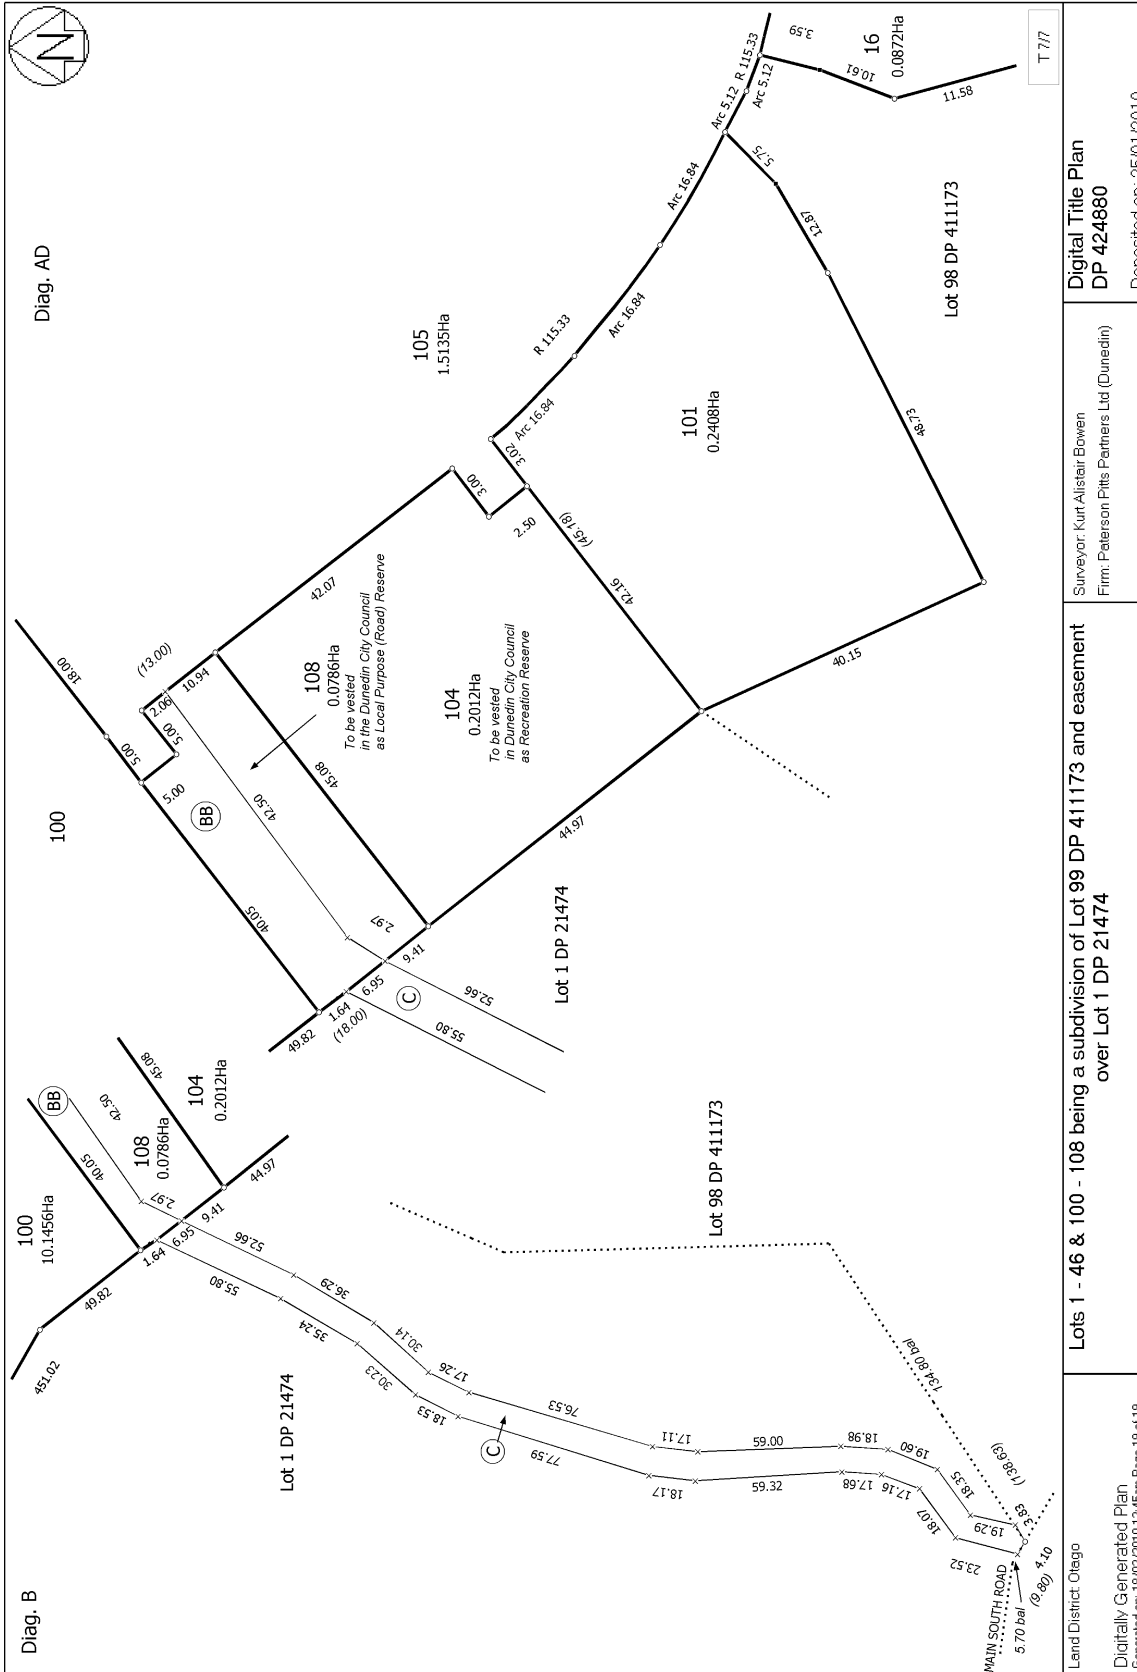 N
Diag. AD
18.00
5.00
5.00
5.00
2.06
(13.00)
10.94
42.07
100
BB
40.05
42.50
45.08
108
0.0786Ha
To be vested
in the Dunedin City Council
as Local Purpose (Road) Reserve
104
0.2012Ha
To be vested
in Dunedin City Council
as Recreation Reserve
3.00
2.50
3.02
(45.18)
42.16
44.97
40.15
48.73
12.87
5.75
101
0.2408Ha
105
1.5135Ha
R 115.33
Arc 16.84
Arc 16.84
Arc 16.84
Arc 5.12
Arc 5.12
R 115.33
3.59
10.61
11.58
16
0.0872Ha
Lot 98 DP 411173
Lot 1 DP 21474
2.97
9.41
6.95
1.64
(18.00)
49.82
C
52.66
55.80
Diag. B
451.02
49.82
100
10.1456Ha
BB
40.05
42.50
108
0.0786Ha
45.08
104
0.2012Ha
44.97
2.97
9.41
6.95
1.64
52.66
55.80
36.29
35.24
30.14
30.23
17.26
18.53
76.53
77.59
C
17.11
18.17
59.00
59.32
18.98
17.68
19.60
17.16
18.35
18.07
19.29
23.52
134.80 bal
(138.63)
3.83
4.10
(9.80)
5.70 bal
MAIN SOUTH ROAD
Lot 1 DP 21474
Lot 98 DP 411173
T 7/7
Land District: Otago
Digitally Generated Plan
Lots 1 - 46 & 100 - 108 being a subdivision of Lot 99 DP 411173 and easement
over Lot 1 DP 21474
Surveyor: Kurt Alistair Bowen
Firm: Paterson Pitts Partners Ltd (Dunedin)
Digital Title Plan
DP 424880
Deposited on: 25/01/2010